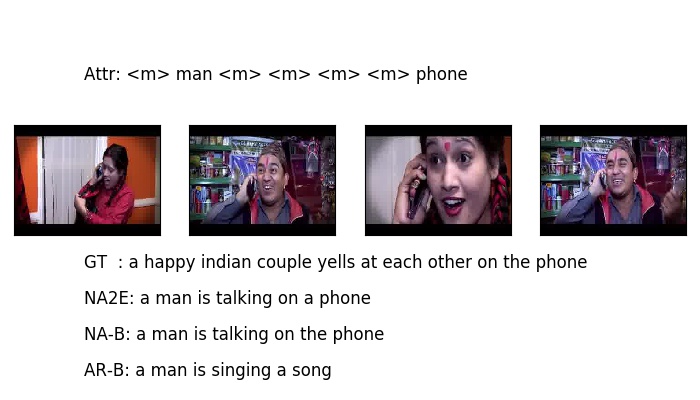 Attr: <m> man <m> <m> <m> <m> phone
GT  : a happy indian couple yells at each other on the phone
NA2E: a man is talking on a phone
NA-B: a man is talking on the phone
AR-B: a man is singing a song